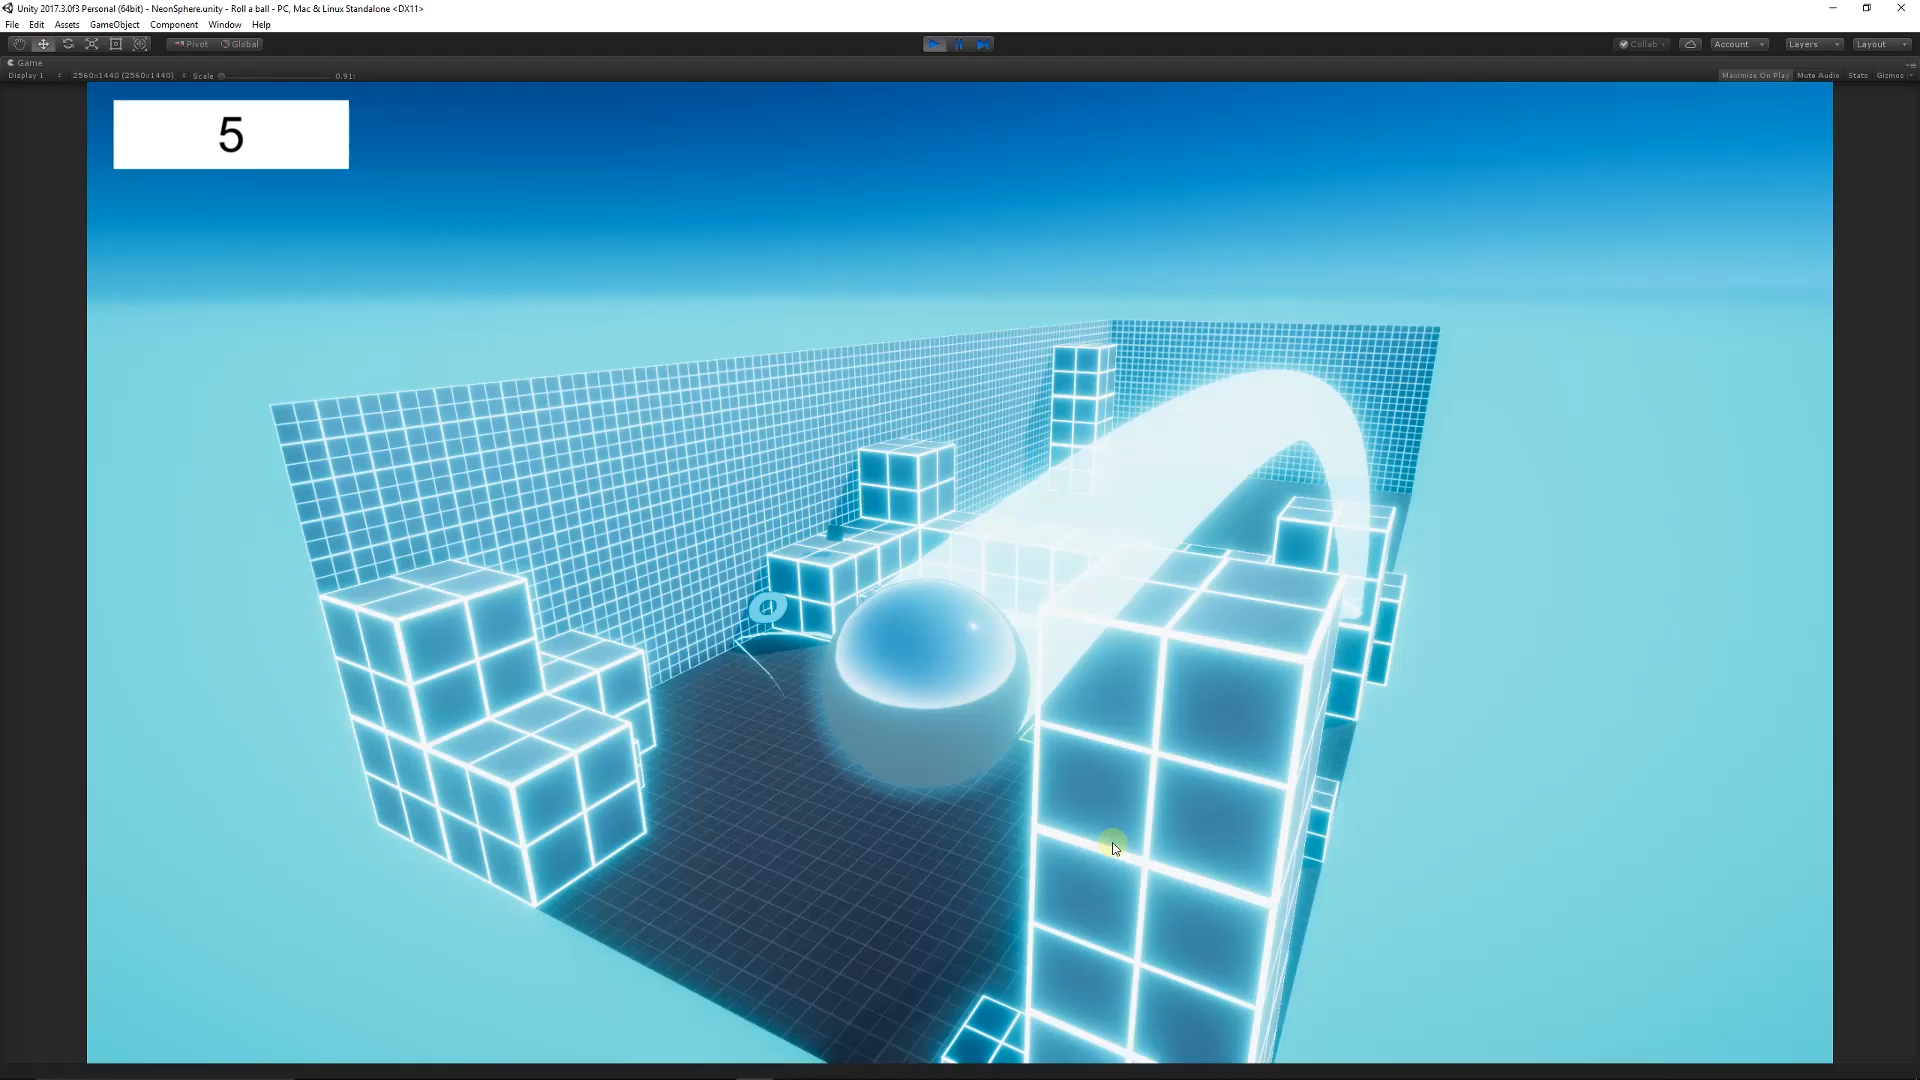 Unity 2017.3.0f3 Personal (64bit) - NeonSphere.unity - Roll a ball - PC, Mac & Linux Standalone <DX11>
File Edit Assets GameObject Component Window Help
Pivot Global Collab Account Layers Layout
Game
Display 1 2560x1440 (2560x1440) Scale 0.91: Maximize On Play Mute Audio Stats Gizmos
5